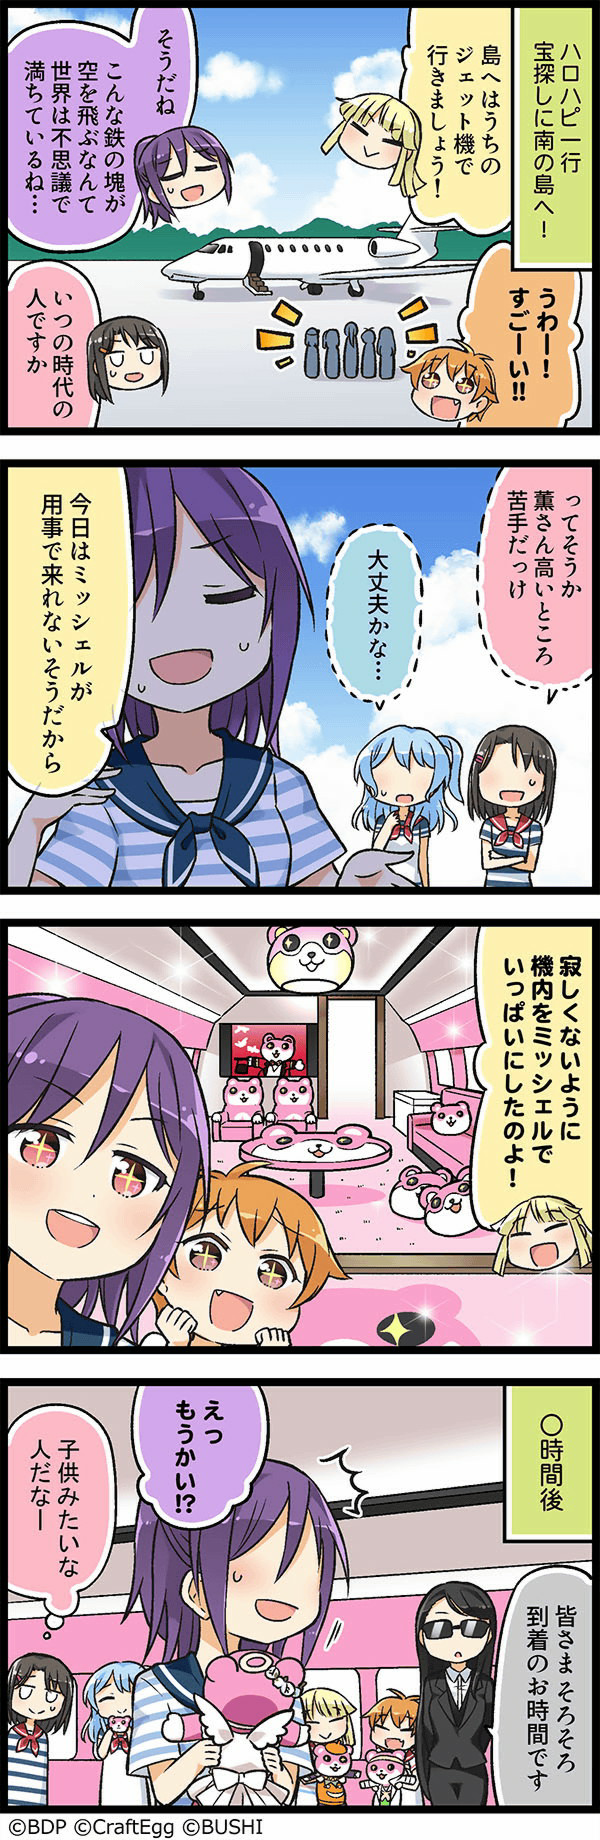 ハロハピ一行
宝探しに南の島へ！
島へはうちの
ジェット機で
行きましょう！
そうだね
こんな鉄の塊が
空を飛ぶなんて
世界は不思議で
満ちているね…
うわー！
すごーい!!
いつの時代の
人ですか
ってそうか
薫さん高いところ
苦手だっけ
大丈夫かな…
今日はミッシェルが
用事で来れないそうだから
寂しくないように
機内をミッシェルで
いっぱいにしたのよ！
〇時間後
皆さまそろそろ
到着のお時間です
えっ
もうかい!?
子供みたいな
人だなー
©BDP ©CraftEgg ©BUSHI